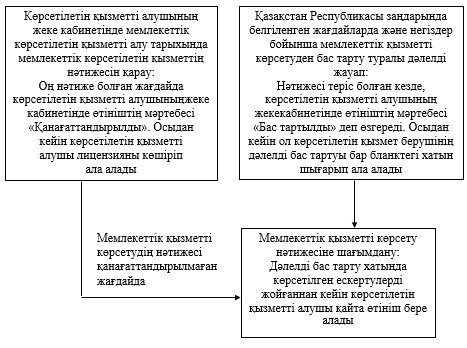 Көрсетілетін қызметті алушының
жеке кабинетінде мемлекеттік
көрсетілетін қызметті алу тарыхында
мемлекеттік көрсетілетін қызметтің
нәтижесін қарау:
Оң нәтиже болған жағдайда
көрсетілетін қызметті алушыныңжеке
кабинетінде өтініштің мәртебесі
«Қанағаттандырылды». Осыдан
кейін көрсетілетін қызметті
алушы лицензияны көшіріп
ала алады
Қазақстан Республикасы заңдарында
белгіленген жағдайларда және негіздер
бойынша мемлекеттік қызметті
көрсетуден бас тарту туралы дәлелді
жауап:
Нәтижесі теріс болған кезде,
көрсетілетін қызметті алушының
жекекабинетінде өтініштің мәртебесі
«Бас тартылды» деп өзгереді. Осыдан
кейін ол көрсетілетін қызмет берушінің
дәлелді бас тартуы бар бланктегі хатын
шығарып ала алады
Мемлекеттік қызметті
көрсетудің нәтижесі
қанағаттандырылмаған
жағдайда
Мемлекеттік қызметті көрсету
нәтижесіне шағымдану:
Дәлелді бас тарту хатында
көрсетілген ескертулерді
жойғаннан кейін көрсетілетін
қызметті алушы қайта өтініш бере
алады